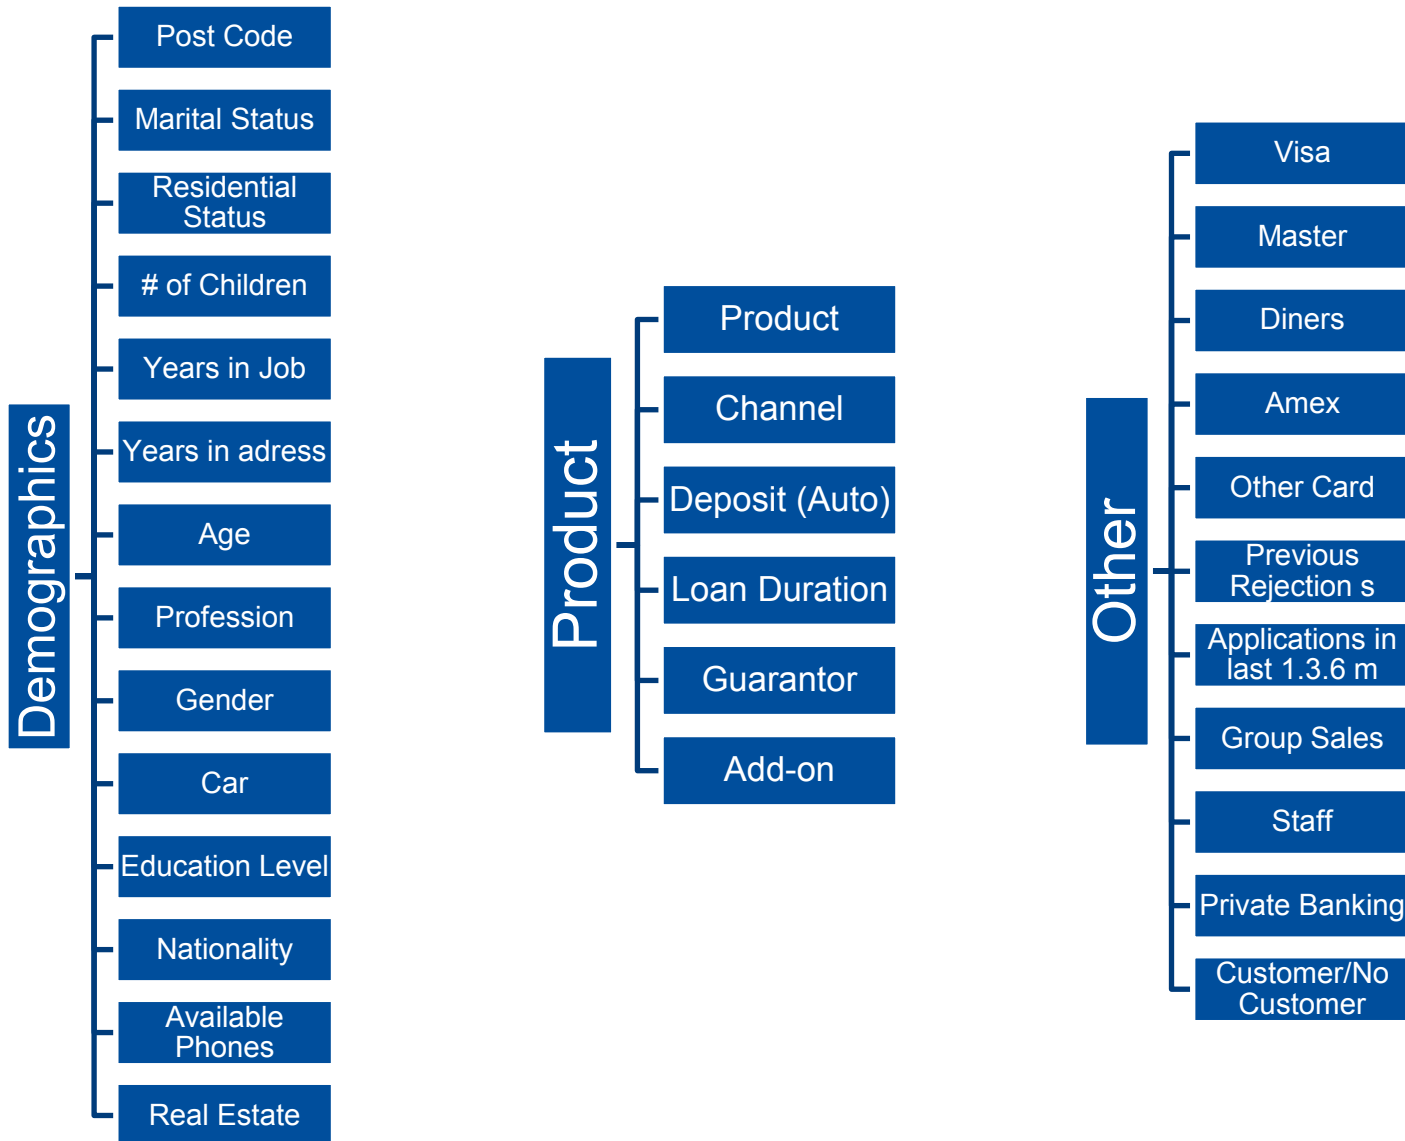 Demographics
Post Code
Marital Status
Residential
Status
# of Children
Years in Job
Years in adress
Age
Profession
Gender
Car
Education Level
Nationality
Available
Phones
Real Estate
Product
Product
Channel
Deposit (Auto)
Loan Duration
Guarantor
Add-on
Other
Visa
Master
Diners
Amex
Other Card
Previous
Rejection s
Applications in
last 1.3.6 m
Group Sales
Staff
Private Banking
Customer/No
Customer